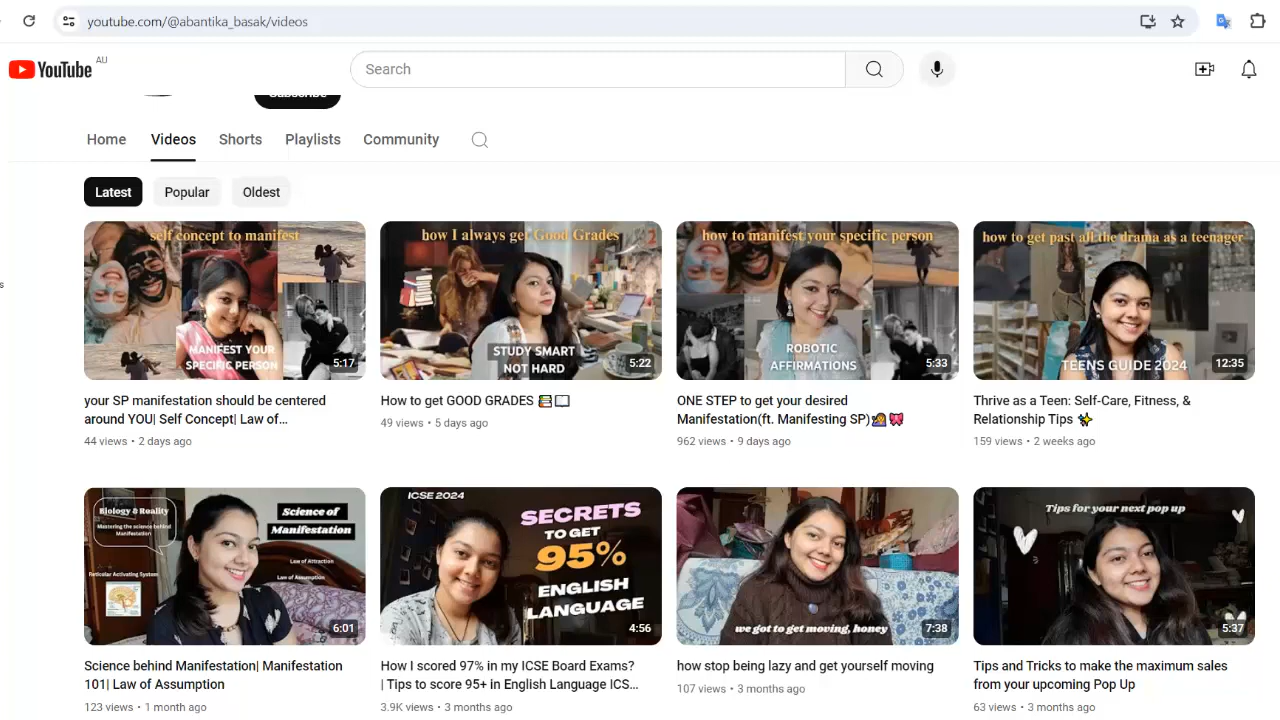 youtube.com/@abantika_basak/videos
YouTube AU
Search
Subscribe
Home Videos Shorts Playlists Community
Latest Popular Oldest
self concept to manifest
MANIFEST YOUR
SPECIFIC PERSON
5:17
how I always get Good Grades
STUDY SMART
NOT HARD
5:22
how to manifest your specific person
ROBOTIC
AFFIRMATIONS
5:33
how to get past all the drama as a teenager
TEENS GUIDE 2024
12:35
your SP manifestation should be centered
around YOU| Self Concept| Law of...
44 views • 2 days ago
How to get GOOD GRADES 📚📖
49 views • 5 days ago
ONE STEP to get your desired
Manifestation(ft. Manifesting SP)🙆🎀
962 views • 9 days ago
Thrive as a Teen: Self-Care, Fitness, &
Relationship Tips ✨
159 views • 2 weeks ago
Biology & Reality
Mastering the science behind
Manifestation
Reticular Activating System
Science of
Manifestation
Law of Attraction
Law of Assumption
6:01
ICSE 2024
SECRETS
TO GET
95%
ENGLISH
LANGUAGE
4:56
we got to get moving, honey
7:38
Tips for your next pop up
5:37
Science behind Manifestation| Manifestation
101| Law of Assumption
123 views • 1 month ago
How I scored 97% in my ICSE Board Exams?
| Tips to score 95+ in English Language ICS...
3.9K views • 3 months ago
how stop being lazy and get yourself moving
107 views • 3 months ago
Tips and Tricks to make the maximum sales
from your upcoming Pop Up
63 views • 3 months ago